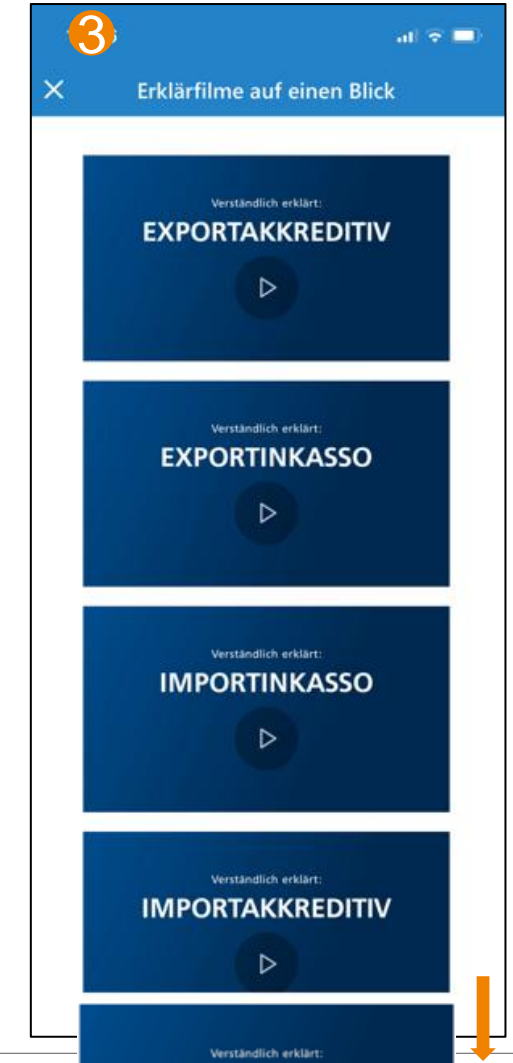 3
Erklärfilme auf einen Blick
Verständlich erklärt:
EXPORTAKKREDITIV
Verständlich erklärt:
EXPORTINKASSO
Verständlich erklärt:
IMPORTINKASSO
Verständlich erklärt:
IMPORTAKKREDITIV
Verständlich erklärt: